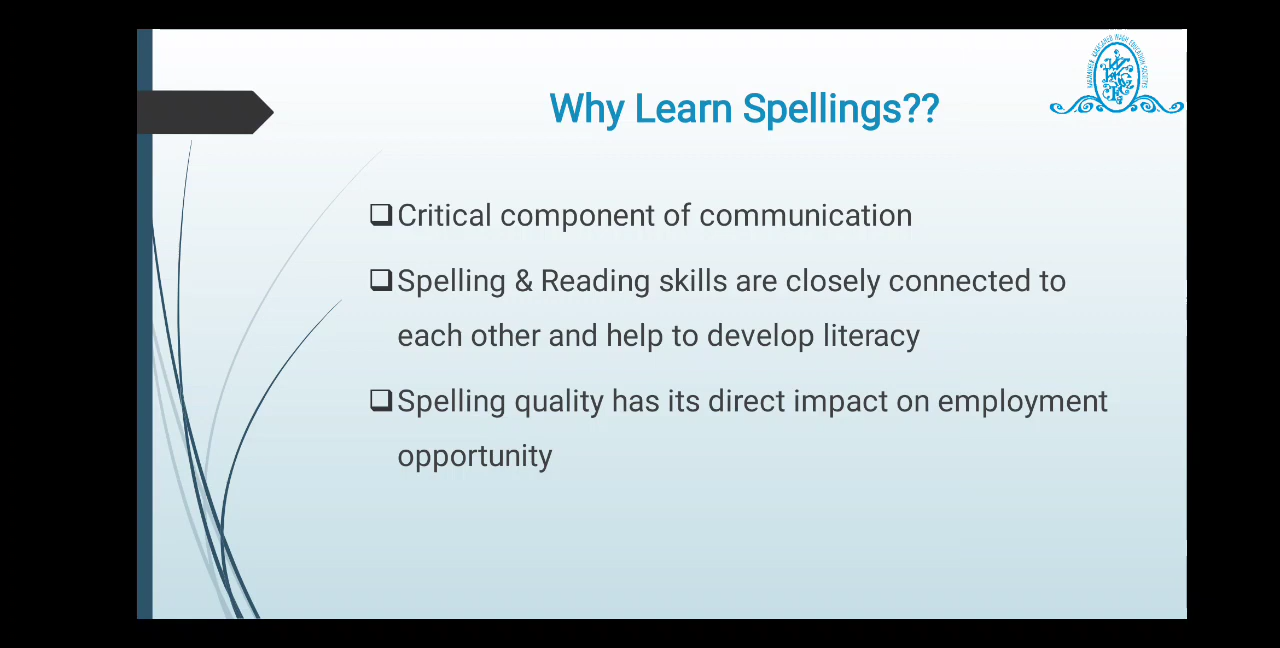 Why Learn Spellings??
Critical component of communication
Spelling & Reading skills are closely connected to
each other and help to develop literacy
Spelling quality has its direct impact on employment
opportunity